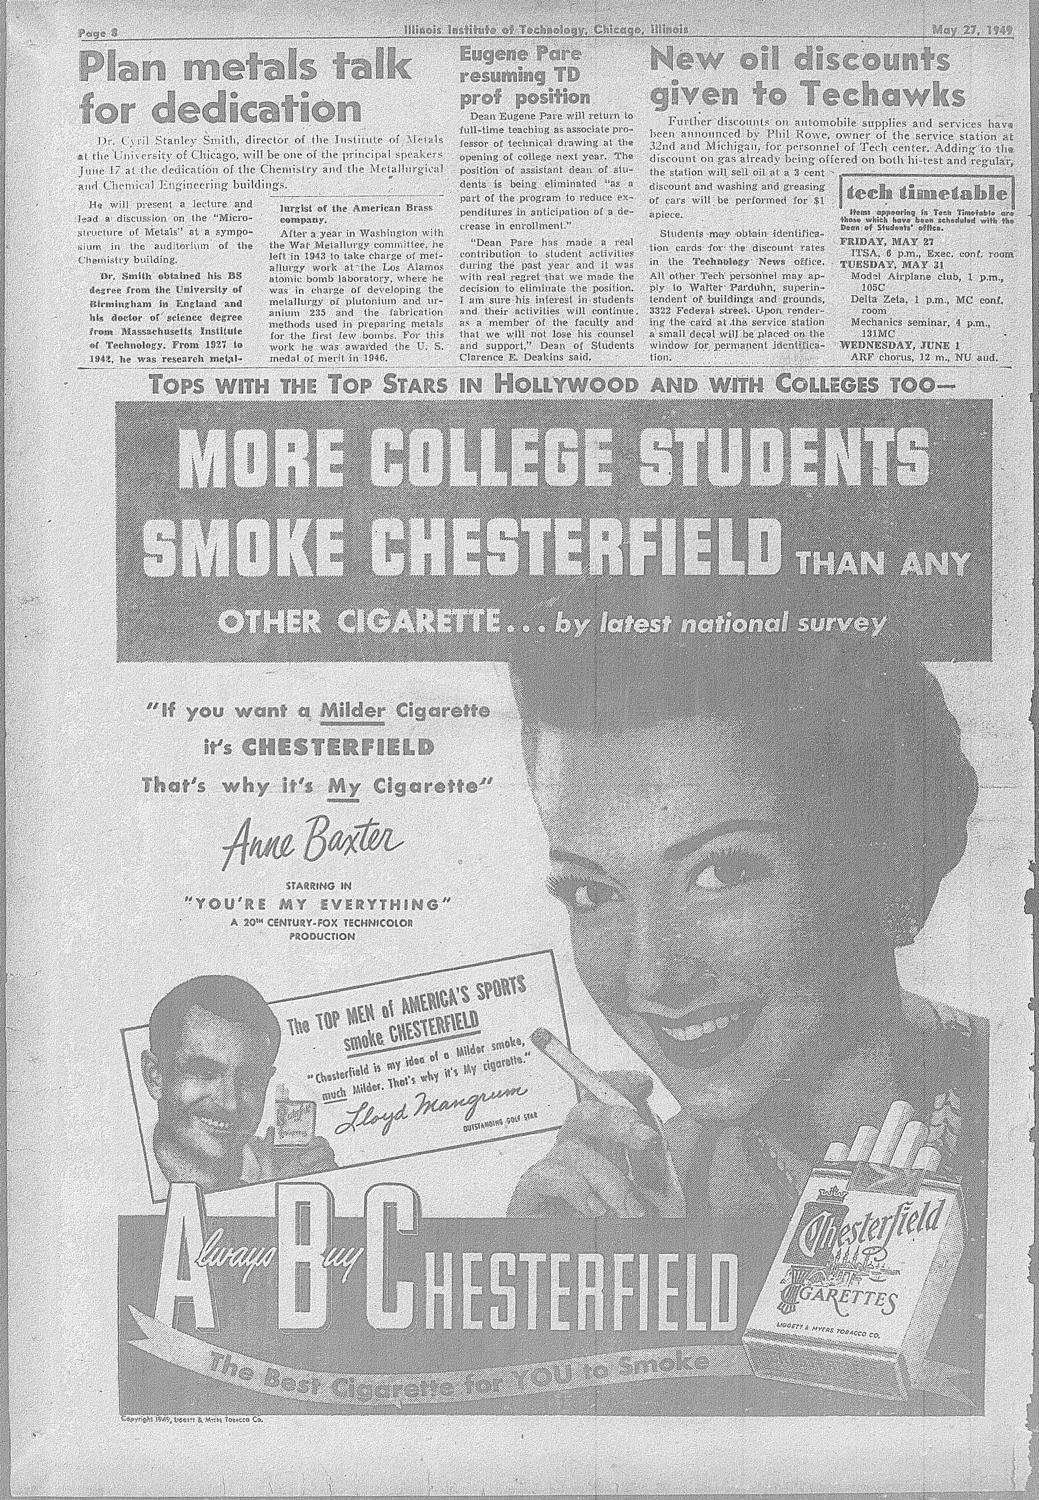 Page 8
Illinois Institute of Technology, Chicago, Illinois
May 27, 1949
Plan metals talk
for dedication
Dr. Cyril Stanley Smith, director of the Institute of Metals
at the University of Chicago, will be one of the principal speakers
June 17 at the dedication of the Chemistry and the Metallurgical
and Chemical Engineering buildings.
He will present a lecture and
lead a discussion on the "Micro-
structure of Metals" at a sympo-
sium in the auditorium of the
Chemistry building.
Dr. Smith obtained his BS
degree from the University of
Birmingham in England and
his doctor of science degree
from Massachusetts Institute
of Technology. From 1927 to
1942, he was research metal-
lurgist of the American Brass
company.
After a year in Washington with
the War Metallurgy committee, he
left in 1943 to take charge of met-
allurgy work at the Los Alamos
atomic bomb laboratory, where he
was in charge of developing the
metallurgy of plutonium and ur-
anium 235 and the fabrication
methods used in preparing metals
for the first few bombs. For this
work he was awarded the U. S.
medal of merit in 1946.
Eugene Pare
resuming TD
prof position
Dean Eugene Pare will return to
full-time teaching as associate pro-
fessor of technical drawing at the
opening of college next year. The
position of assistant dean of stu-
dents is being eliminated "as a
part of the program to reduce ex-
penditures in anticipation of a de-
crease in enrollment."
"Dean Pare has made a real
contribution to student activities
during the past year and it was
with real regret that we made the
decision to eliminate the position.
I am sure his interest in students
and their activities will continue
as a member of the faculty and
that we will not lose his counsel
and support," Dean of Students
Clarence E. Deakins said.
New oil discounts
given to Techawks
Further discounts on automobile supplies and services have
been announced by Phil Rowe, owner of the service station at
32nd and Michigan, for personnel of Tech center. Adding to the
discount on gas already being offered on both hi-test and regular,
the station will sell oil at a 3 cent
discount and washing and greasing
of cars will be performed for $1
apiece.
Students may obtain identifica-
tion cards for the discount rates
in the Technology News office.
All other Tech personnel may ap-
ply to Walter Pardohn, superin-
tendent of buildings and grounds,
3322 Federal street. Upon render-
ing the card at the service station
a small decal will be placed on the
window for permanent identifica-
tion.
tech timetable
Items appearing in Tech Timetable are
those which have been scheduled with the
Dean of Students' office.
FRIDAY, MAY 27
ITSA, 6 p.m., Exec. conf. room
TUESDAY, MAY 31
Model Airplane club, 1 p.m.,
105C
Delta Zeta, 1 p.m., MC conf.
room
Mechanics seminar, 4 p.m.,
131MC
WEDNESDAY, JUNE 1
ARF chorus, 12 m., NU aud.
TOPS WITH THE TOP STARS IN HOLLYWOOD AND WITH COLLEGES TOO—
MORE COLLEGE STUDENTS
SMOKE CHESTERFIELD THAN ANY
OTHER CIGARETTE... by latest national survey
"If you want a Milder Cigarette
it's CHESTERFIELD
That's why it's My Cigarette"
Anne Baxter
STARRING IN
"YOU'RE MY EVERYTHING"
A 20TH CENTURY-FOX TECHNICOLOR
PRODUCTION
The TOP MEN of AMERICA'S SPORTS
smoke CHESTERFIELD
"Chesterfield is my idea of a Milder smoke,
much Milder. That's why it's My cigarette."
Lloyd Mangrum
OUTSTANDING GOLF STAR
Chesterfield
Cigarettes
Always Buy CHESTERFIELD
The Best Cigarette for YOU to Smoke
Chesterfield
CIGARETTES
LIGGETT & MYERS TOBACCO CO.
Copyright 1949, LIGGETT & MYERS TOBACCO CO.